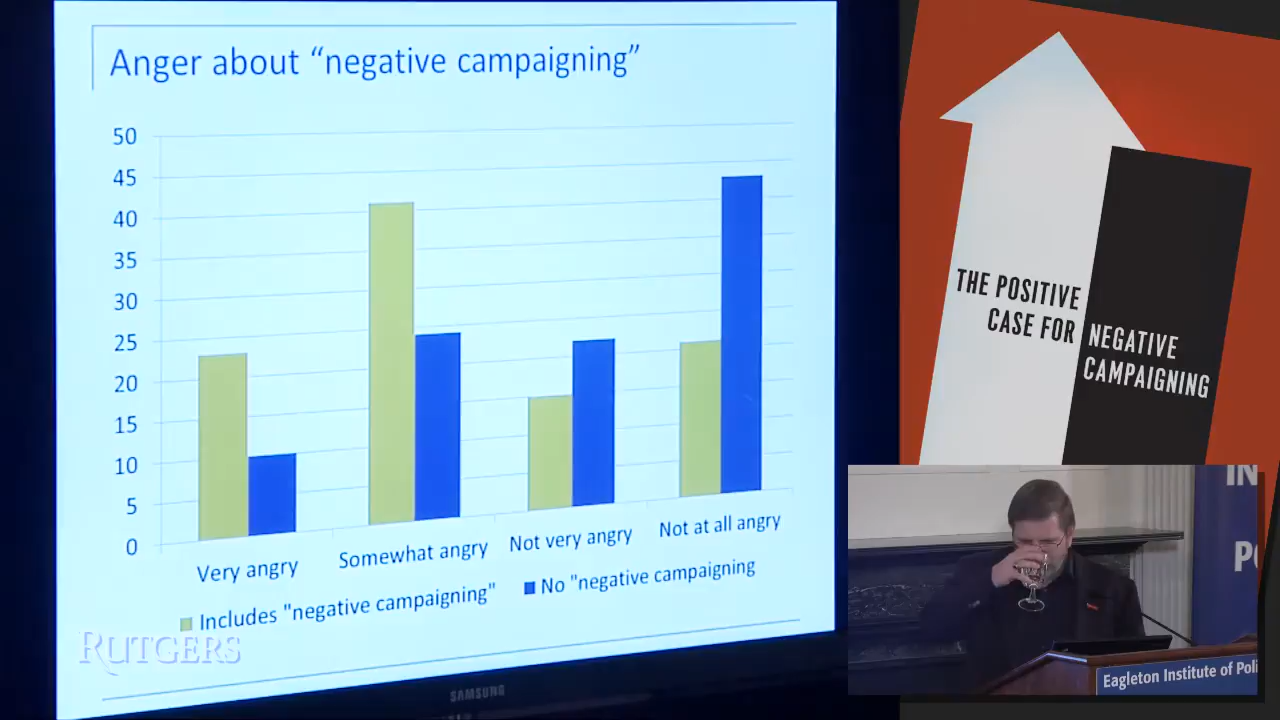 Anger about “negative campaigning”
50
45
40
35
30
25
20
15
10
5
0
Very angry
Somewhat angry
Not very angry
Not at all angry
Includes "negative campaigning"
No "negative campaigning
RUTGERS
SAMSUNG
THE POSITIVE
CASE FOR
NEGATIVE
CAMPAIGNING
IN
PO
Eagleton Institute of Poli